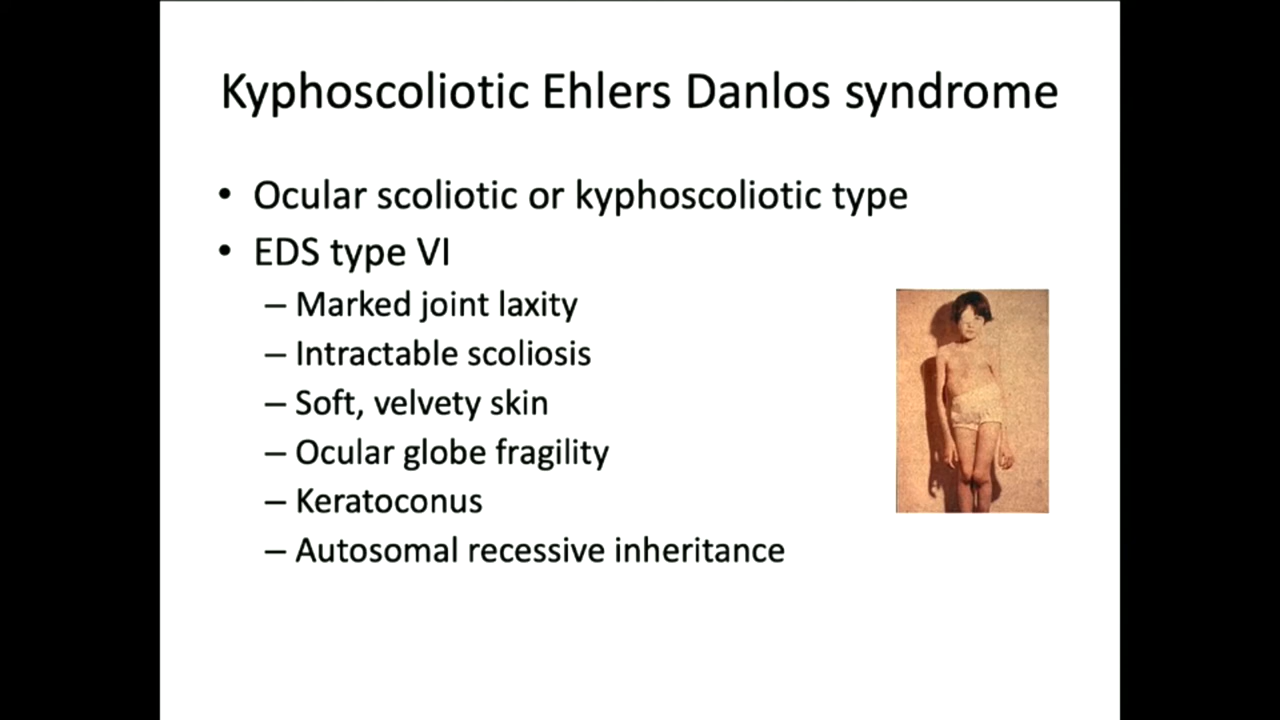 Kyphoscoliotic Ehlers Danlos syndrome
• Ocular scoliotic or kyphoscoliotic type
• EDS type VI
– Marked joint laxity
– Intractable scoliosis
– Soft, velvety skin
– Ocular globe fragility
– Keratoconus
– Autosomal recessive inheritance